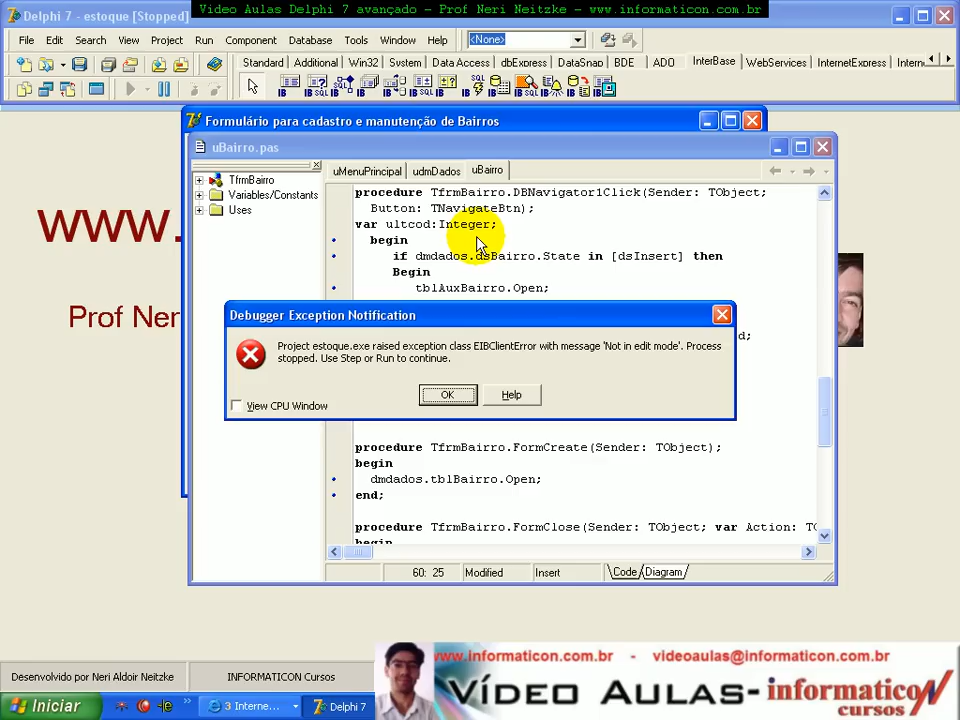 Video Aulas Delphi 7 avançado – Prof Neri Neitzke – www.informaticon.com.br
Delphi 7 - estoque [Stopped]
File Edit Search View Project Run Component Database Tools Window Help <None>
Standard Additional Win32 System Data Access dbExpress DataSnap BDE ADO InterBase WebServices InternetExpress Intern
Formulário para cadastro e manutenção de Bairros
uBairro.pas
WWW.
Prof Ner
TfrmBairro
Variables/Constants
Uses
uMenuPrincipal udmDados uBairro
procedure TfrmBairro.DBNavigator1Click(Sender: TObject;
Button: TNavigateBtn);
var ultcod:Integer;
begin
if dmdados.dsBairro.State in [dsInsert] then
Begin
tblAuxBairro.Open;
d;
Debugger Exception Notification
Project estoque.exe raised exception class EIBClientError with message 'Not in edit mode'. Process
stopped. Use Step or Run to continue.
OK Help
View CPU Window
procedure TfrmBairro.FormCreate(Sender: TObject);
begin
dmdados.tblBairro.Open;
end;
procedure TfrmBairro.FormClose(Sender: TObject; var Action: TC
begin
60: 25 Modified Insert Code Diagram
Desenvolvido por Neri Aldoir Neitzke INFORMATICON Cursos
www.informaticon.com.br - videoaulas@informaticon.com.br
VÍDEO AULAS- informaticon
cursos
Iniciar 3 Interne... Delphi 7